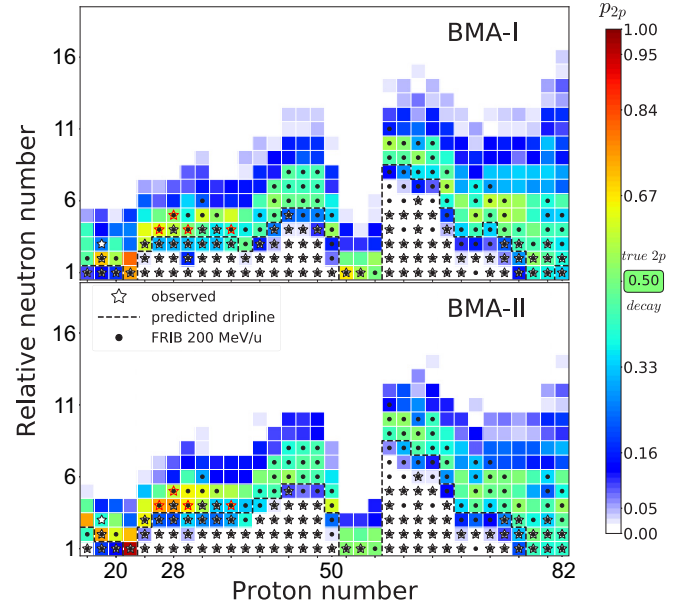 p2p
BMA-I
16
11
6
1
1.00
0.95
0.84
0.67
true 2p
0.50
decay
0.33
0.16
0.05
0.00
Relative neutron number
BMA-II
observed
predicted dripline
FRIB 200 MeV/u
16
11
6
1
20
28
50
82
Proton number